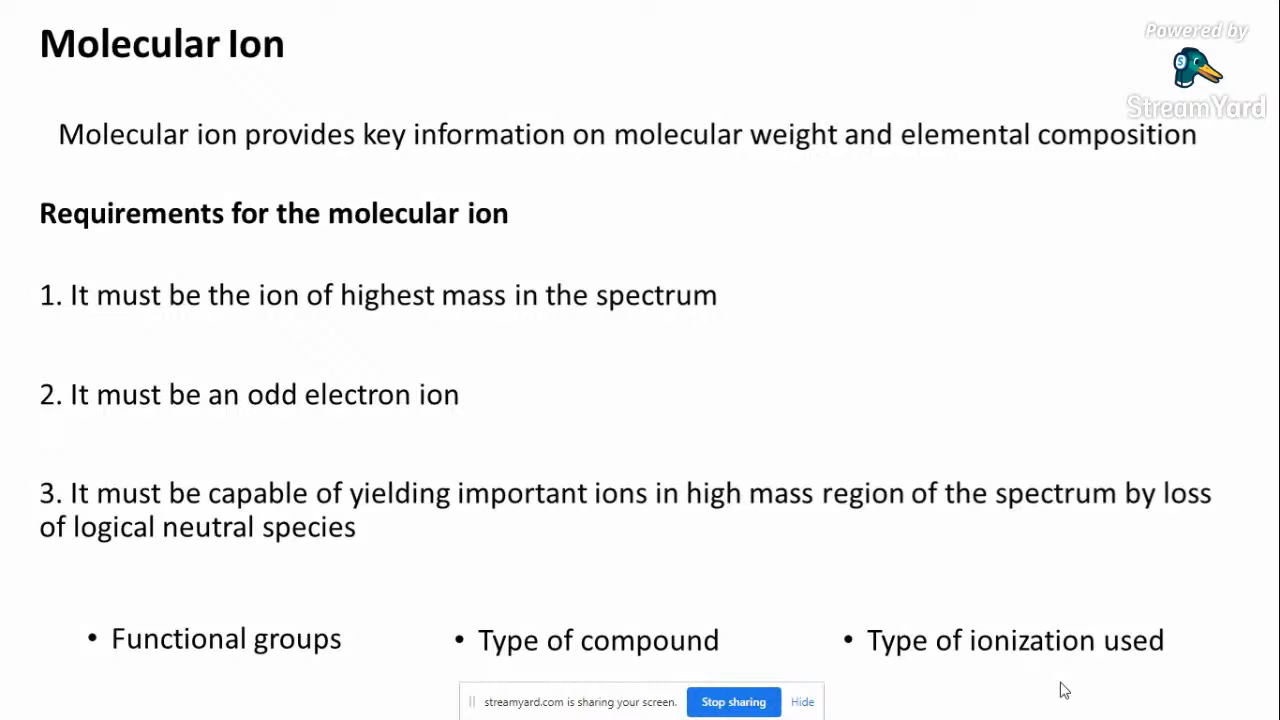 Molecular Ion
Powered by
StreamYard
Molecular ion provides key information on molecular weight and elemental composition
Requirements for the molecular ion
1. It must be the ion of highest mass in the spectrum
2. It must be an odd electron ion
3. It must be capable of yielding important ions in high mass region of the spectrum by loss
of logical neutral species
• Functional groups
• Type of compound
• Type of ionization used
streamyard.com is sharing your screen. Stop sharing Hide